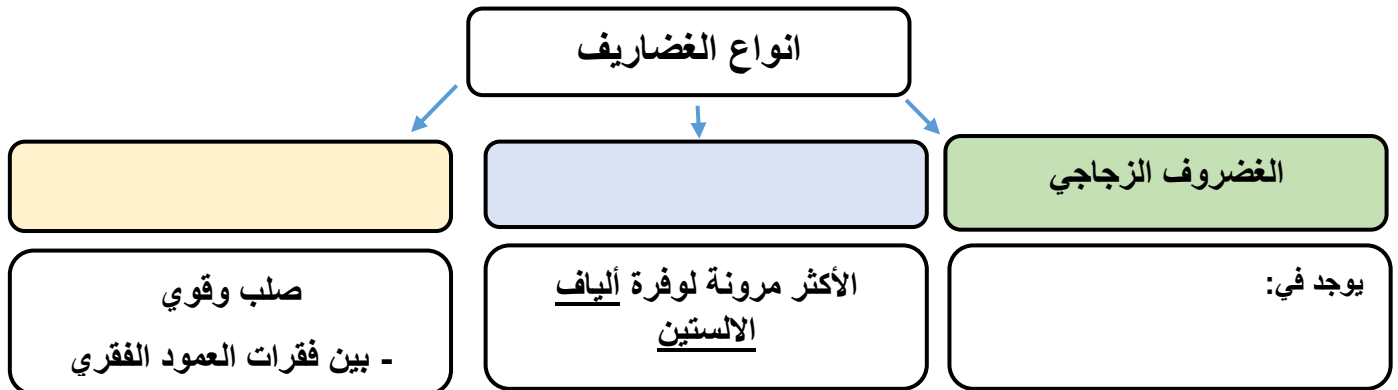 انواع الغضاريف
الغضروف الزجاجي
يوجد في:
الأكثر مرونة لوفرة ألياف
الالستين
صلب وقوي
- بين فقرات العمود الفقري